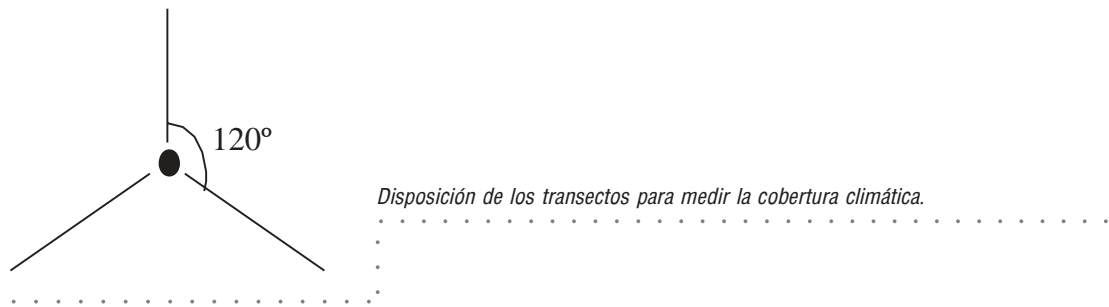 120º
Disposición de los transectos para medir la cobertura climática.